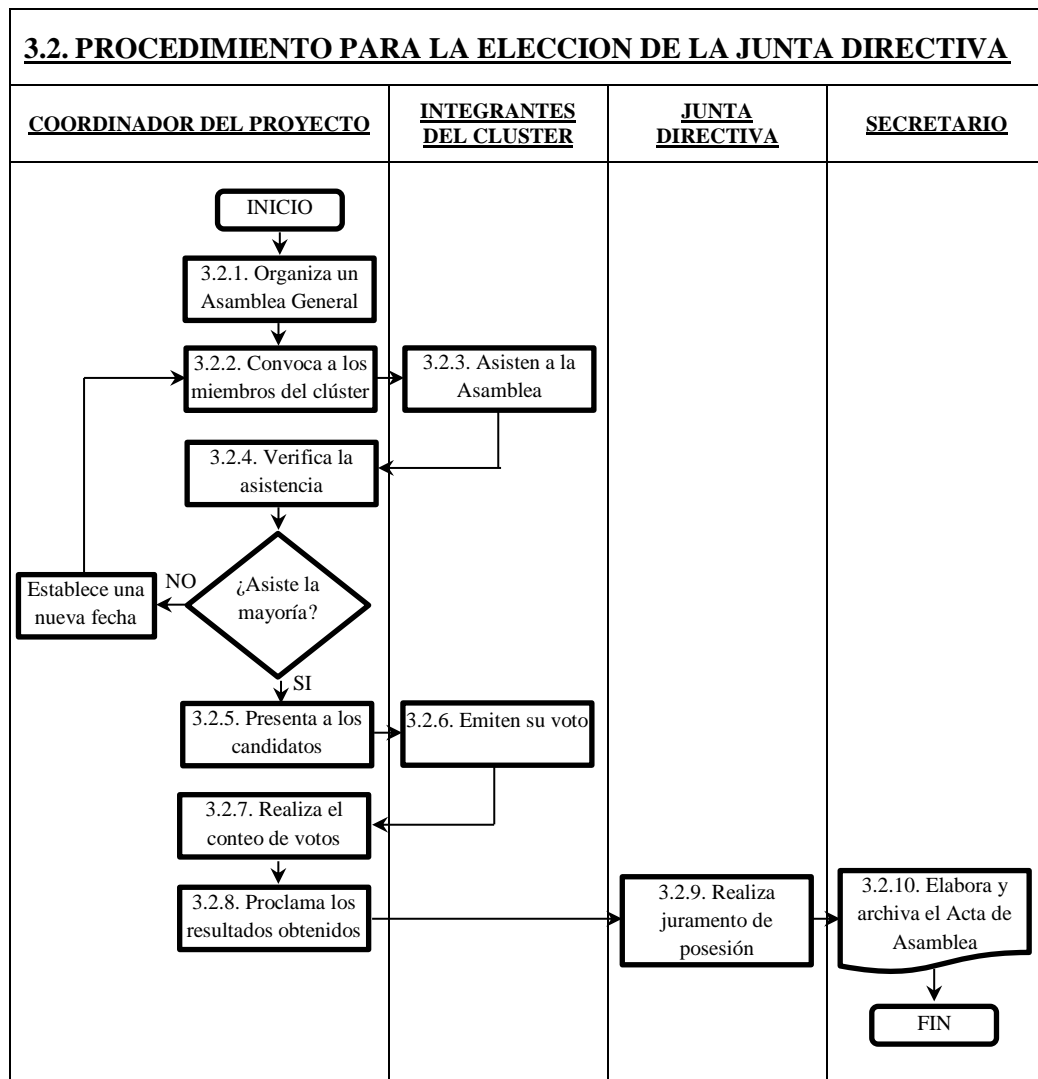 3.2. PROCEDIMIENTO PARA LA ELECCION DE LA JUNTA DIRECTIVA
COORDINADOR DEL PROYECTO
INTEGRANTES
DEL CLUSTER
JUNTA
DIRECTIVA
SECRETARIO
INICIO
3.2.1. Organiza un
Asamblea General
3.2.2. Convoca a los
miembros del clúster
3.2.3. Asisten a la
Asamblea
3.2.4. Verifica la
asistencia
¿Asiste la
mayoría?
NO
Establece una
nueva fecha
SI
3.2.5. Presenta a los
candidatos
3.2.6. Emiten su voto
3.2.7. Realiza el
conteo de votos
3.2.8. Proclama los
resultados obtenidos
3.2.9. Realiza
juramento de
posesión
3.2.10. Elabora y
archiva el Acta de
Asamblea
FIN